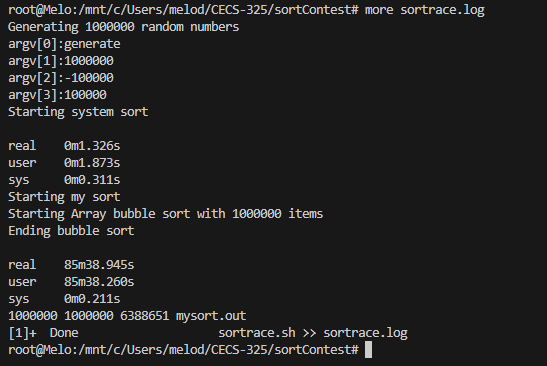 root@Melo:/mnt/c/Users/melod/CECS-325/sortContest# more sortrace.log
Generating 1000000 random numbers
argv[0]:generate
argv[1]:1000000
argv[2]:-100000
argv[3]:100000
Starting system sort
real 0m1.326s
user 0m1.873s
sys 0m0.311s
Starting my sort
Starting Array bubble sort with 1000000 items
Ending bubble sort
real 85m38.945s
user 85m38.260s
sys 0m0.211s
1000000 1000000 6388651 mysort.out
[1]+ Done sortrace.sh >> sortrace.log
root@Melo:/mnt/c/Users/melod/CECS-325/sortContest#